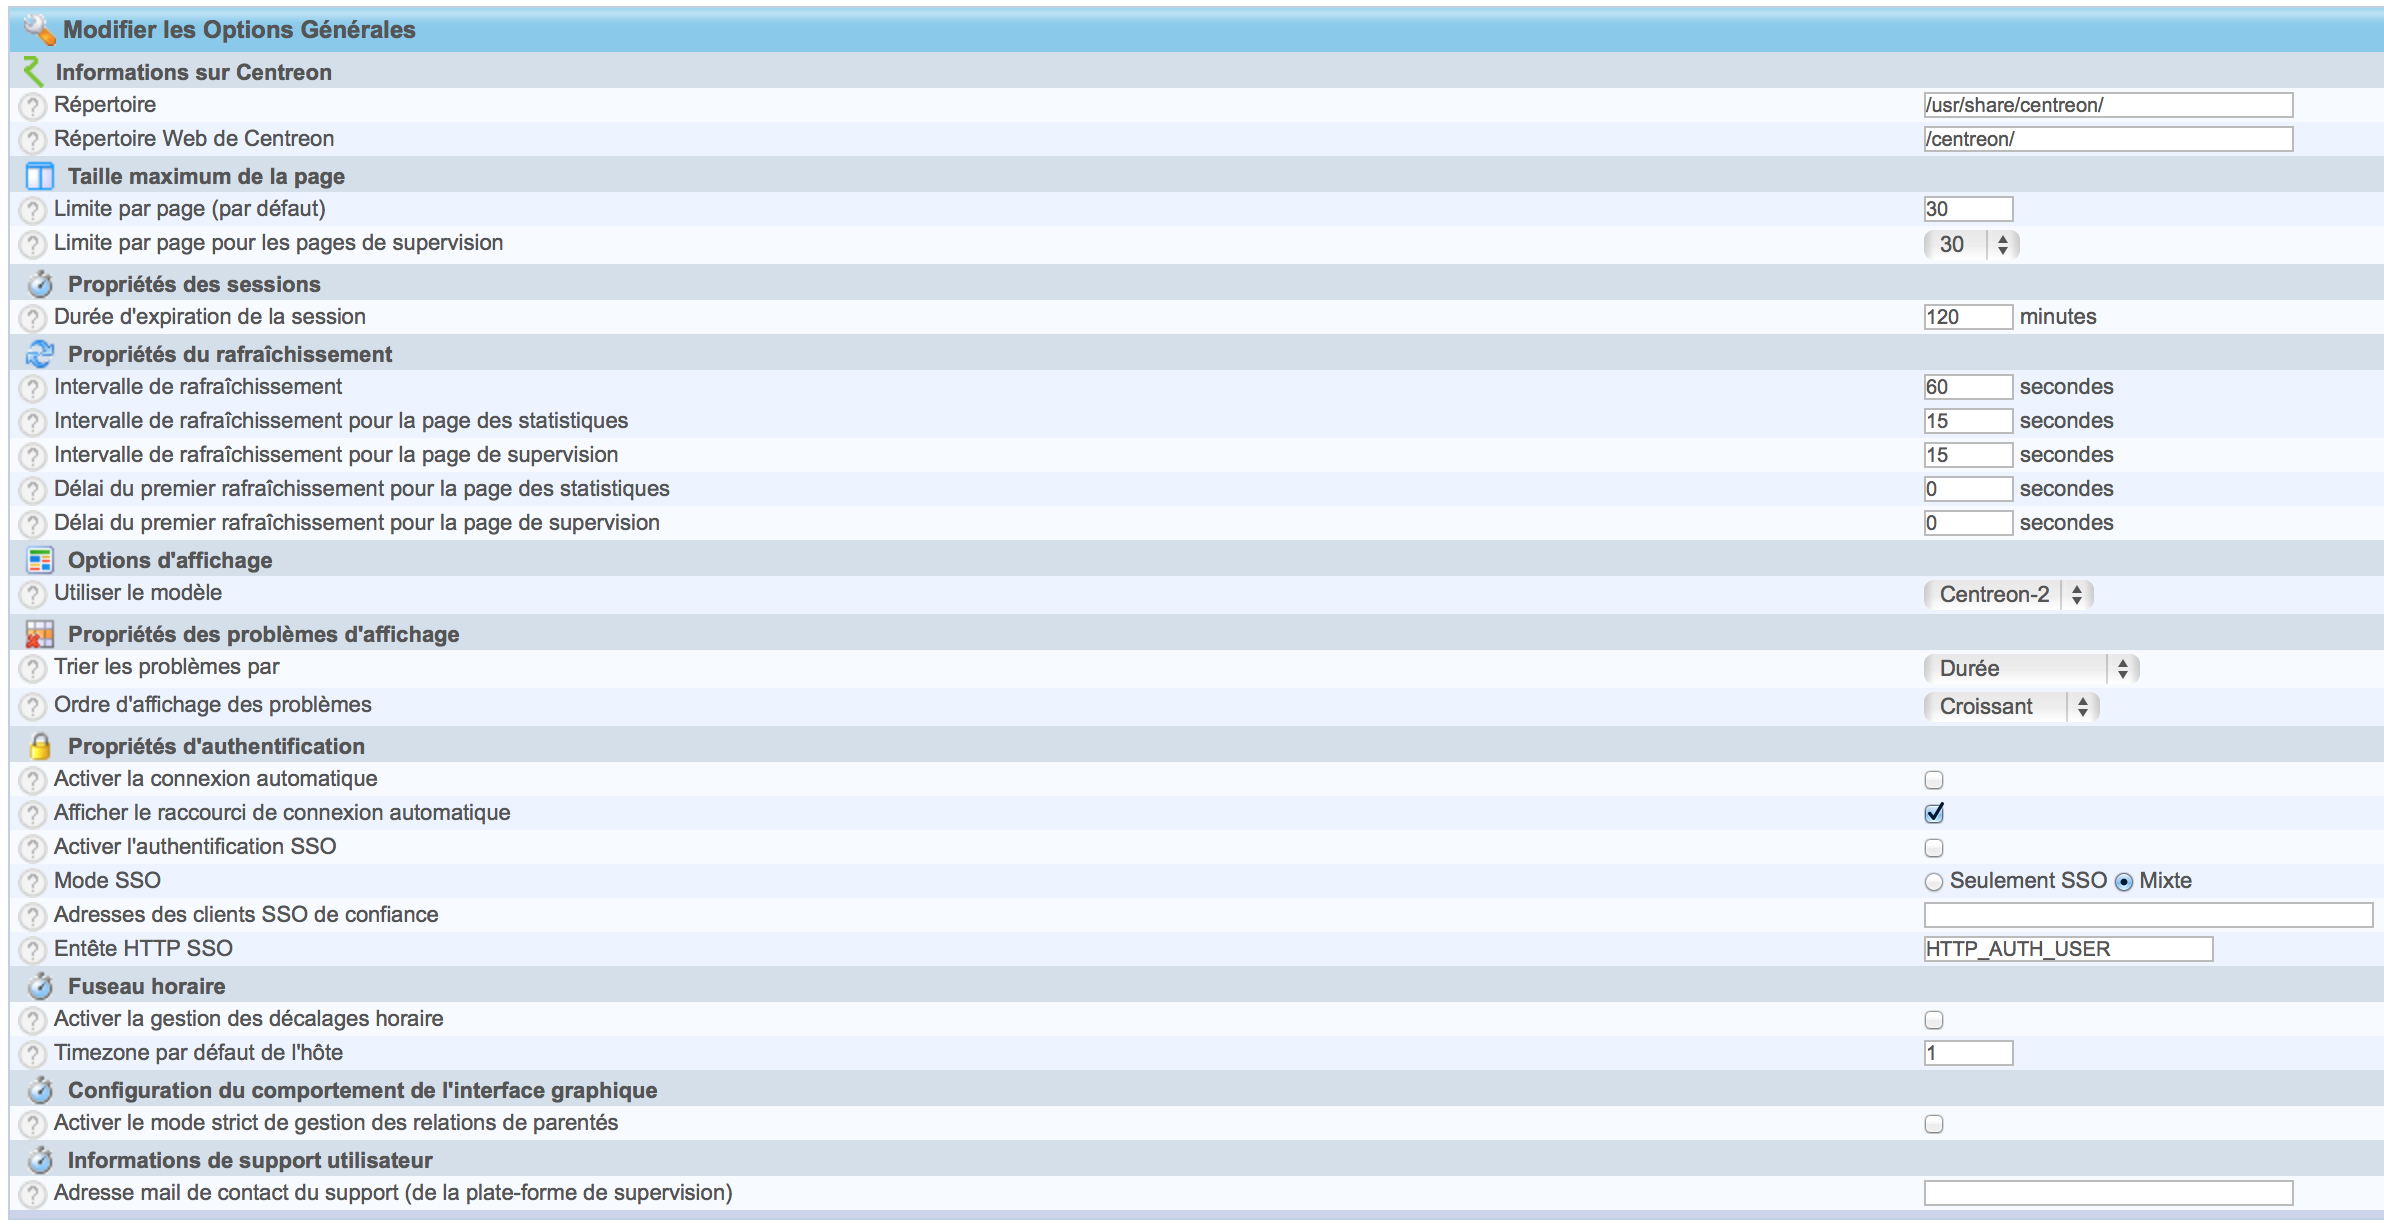 Modifier les Options Générales
Informations sur Centreon
Répertoire /usr/share/centreon/
Répertoire Web de Centreon /centreon/
Taille maximum de la page
Limite par page (par défaut) 30
Limite par page pour les pages de supervision 30
Propriétés des sessions
Durée d'expiration de la session 120 minutes
Propriétés du rafraîchissement
Intervalle de rafraîchissement 60 secondes
Intervalle de rafraîchissement pour la page des statistiques 15 secondes
Intervalle de rafraîchissement pour la page de supervision 15 secondes
Délai du premier rafraîchissement pour la page des statistiques 0 secondes
Délai du premier rafraîchissement pour la page de supervision 0 secondes
Options d'affichage
Utiliser le modèle Centreon-2
Propriétés des problèmes d'affichage
Trier les problèmes par Durée
Ordre d'affichage des problèmes Croissant
Propriétés d'authentification
Activer la connexion automatique
Afficher le raccourci de connexion automatique
Activer l'authentification SSO
Mode SSO Seulement SSO Mixte
Adresses des clients SSO de confiance
Entête HTTP SSO HTTP_AUTH_USER
Fuseau horaire
Activer la gestion des décalages horaire
Timezone par défaut de l'hôte 1
Configuration du comportement de l'interface graphique
Activer le mode strict de gestion des relations de parentés
Informations de support utilisateur
Adresse mail de contact du support (de la plate-forme de supervision)